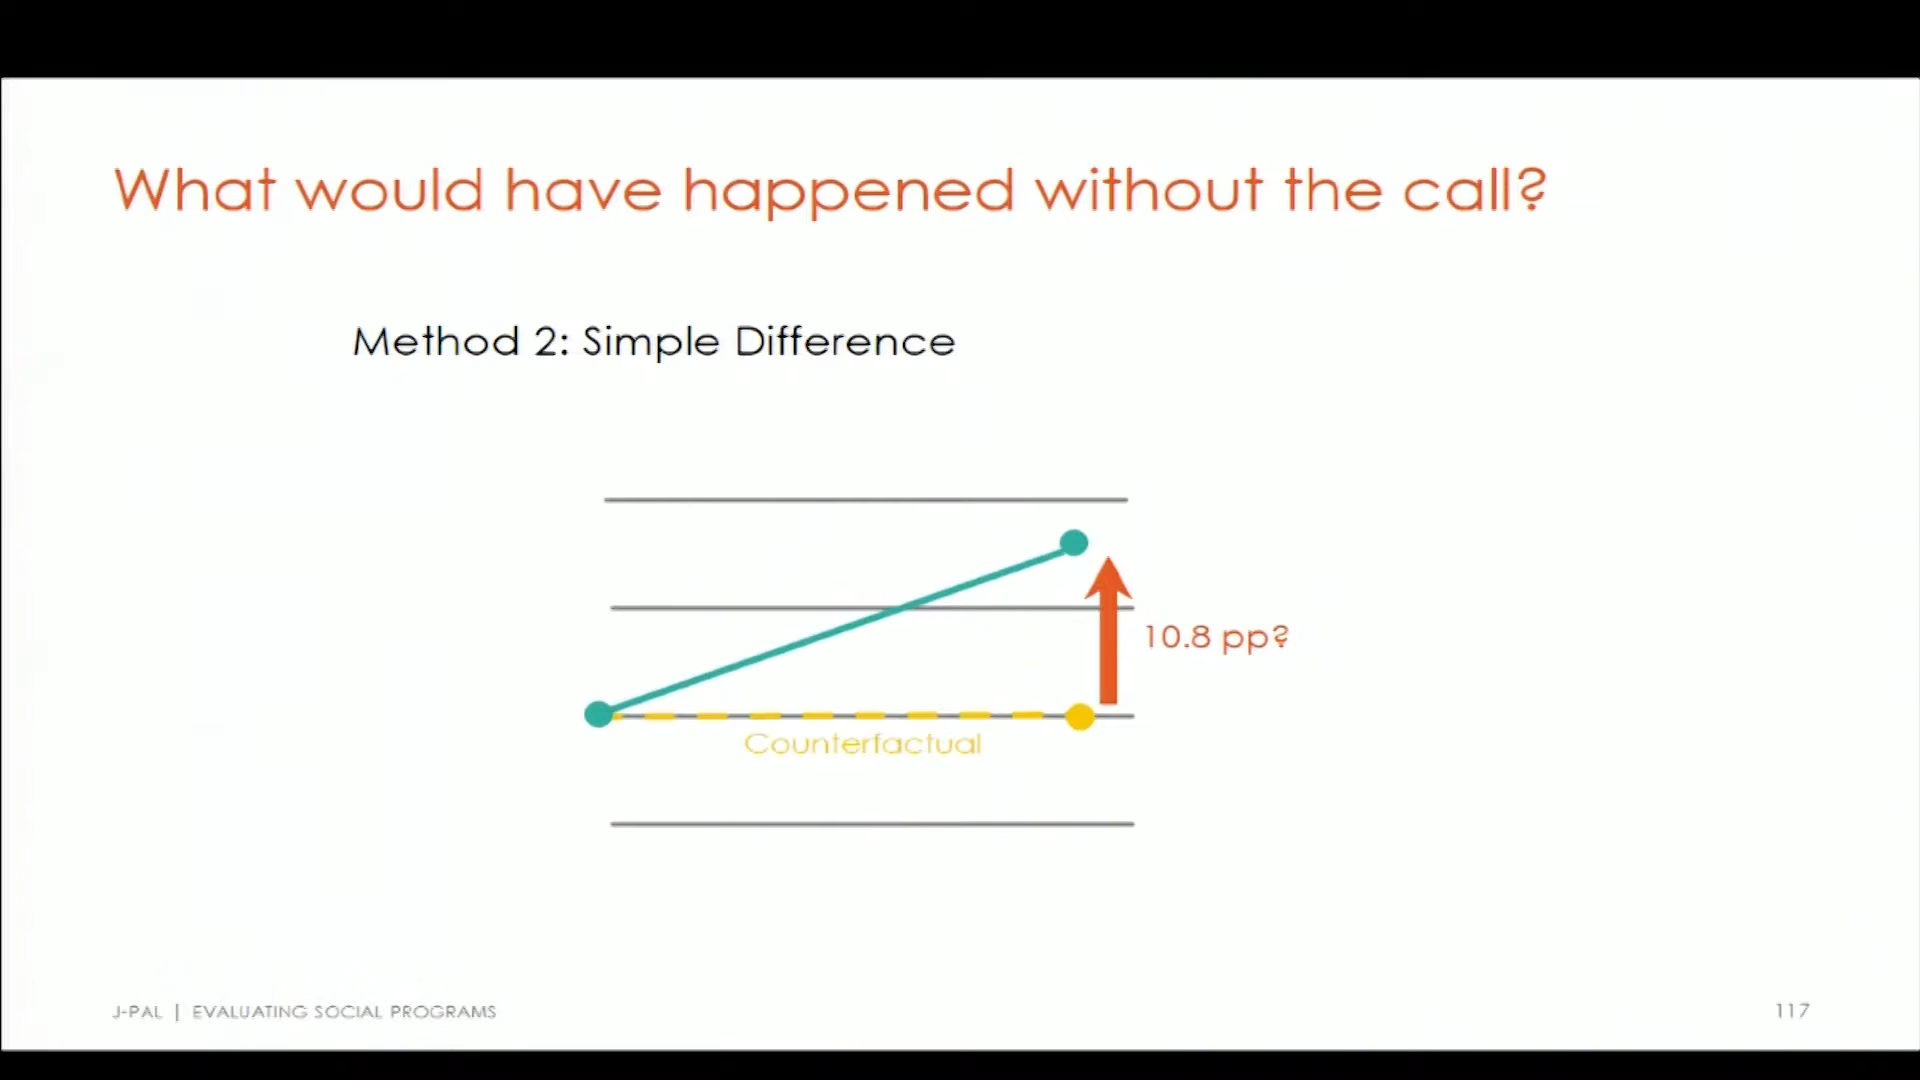 What would have happened without the call?
Method 2: Simple Difference
10.8 pp?
Counterfactual
J-PAL | EVALUATING SOCIAL PROGRAMS
117